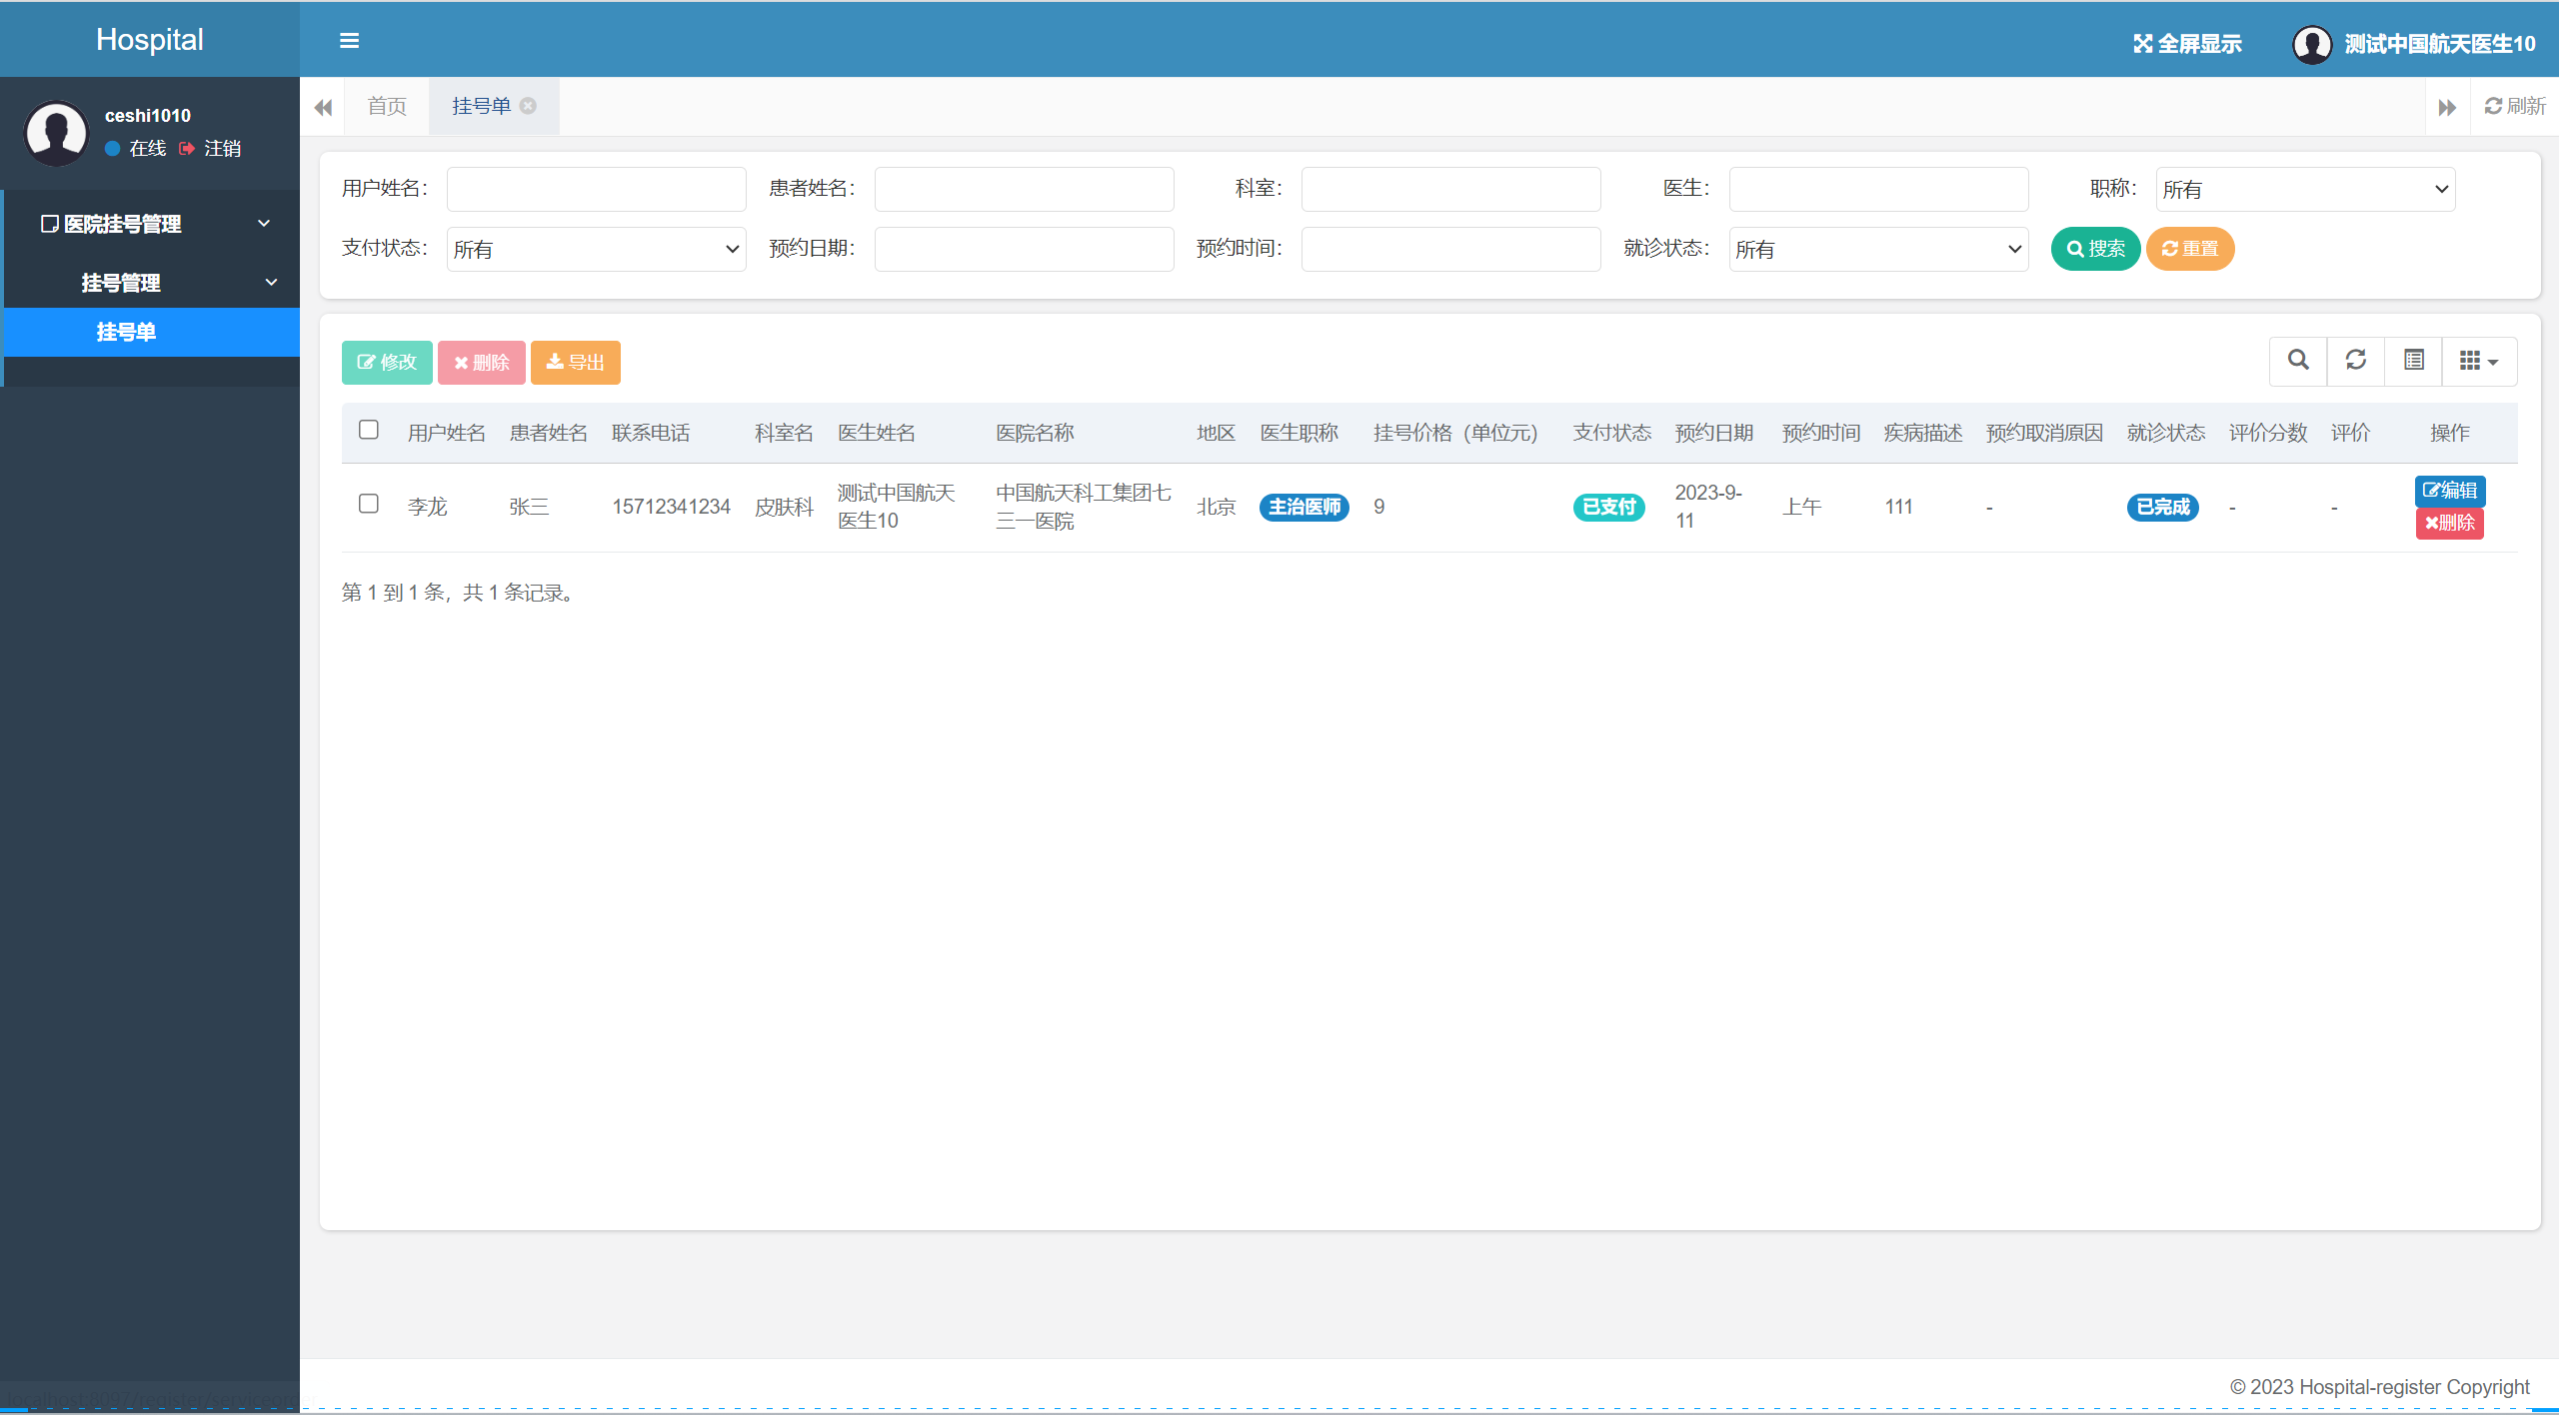 Hospital
全屏显示
测试中国航天医生10
ceshi1010
在线 注销
医院挂号管理
挂号管理
挂号单
首页
挂号单
刷新
用户姓名： 患者姓名： 科室： 医生： 职称： 所有
支付状态： 所有 预约日期： 预约时间： 就诊状态： 所有 搜索 重置
修改 删除 导出
用户姓名 患者姓名 联系电话 科室名 医生姓名 医院名称 地区 医生职称 挂号价格（单位元） 支付状态 预约日期 预约时间 疾病描述 预约取消原因 就诊状态 评价分数 评价 操作
李龙 张三 15712341234 皮肤科 测试中国航天
医生10 中国航天科工集团七
三一医院 北京 主治医师 9 已支付 2023-9-
11 上午 111 - 已完成 - - 编辑
删除
第 1 到 1 条，共 1 条记录。
© 2023 Hospital-register Copyright